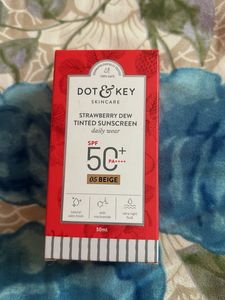 DOT & KEY
SKINCARE
STRAWBERRY DEW
TINTED SUNSCREEN
daily wear
SPF
50+
PA++++
05 BEIGE
50ml